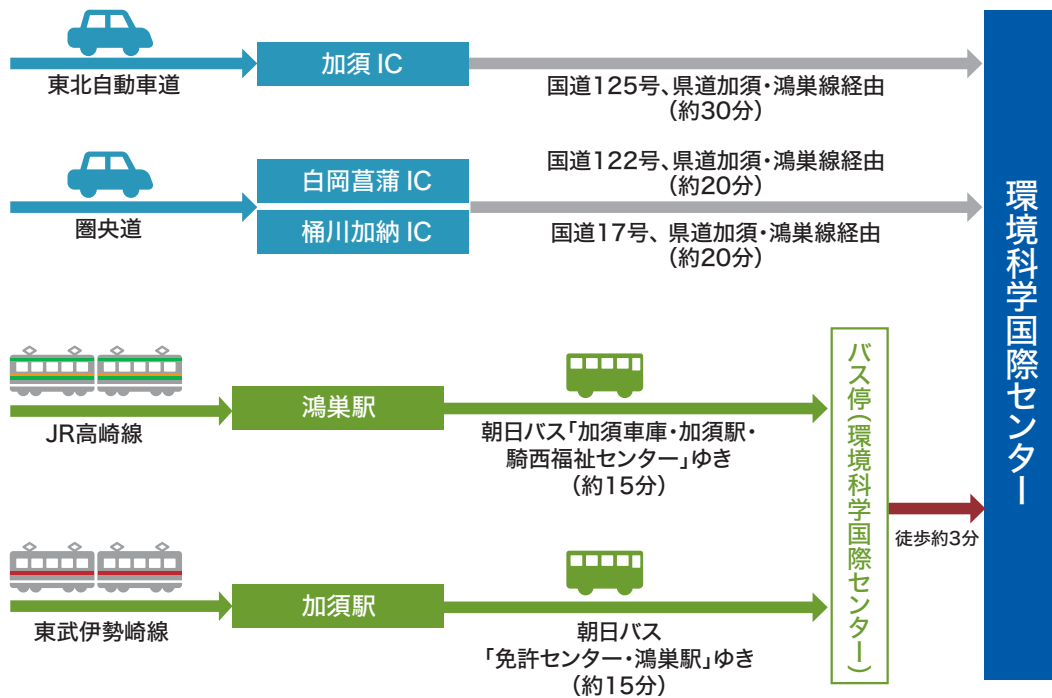 東北自動車道
加須 IC
国道125号、県道加須・鴻巣線経由
(約30分)
圏央道
白岡菖蒲 IC
桶川加納 IC
国道122号、県道加須・鴻巣線経由
(約20分)
国道17号、県道加須・鴻巣線経由
(約20分)
JR高崎線
鴻巣駅
朝日バス「加須車庫・加須駅・
騎西福祉センター」ゆき
(約15分)
東武伊勢崎線
加須駅
朝日バス
「免許センター・鴻巣駅」ゆき
(約15分)
バス停(環境科学国際センター)
徒歩約3分
環境科学国際センター